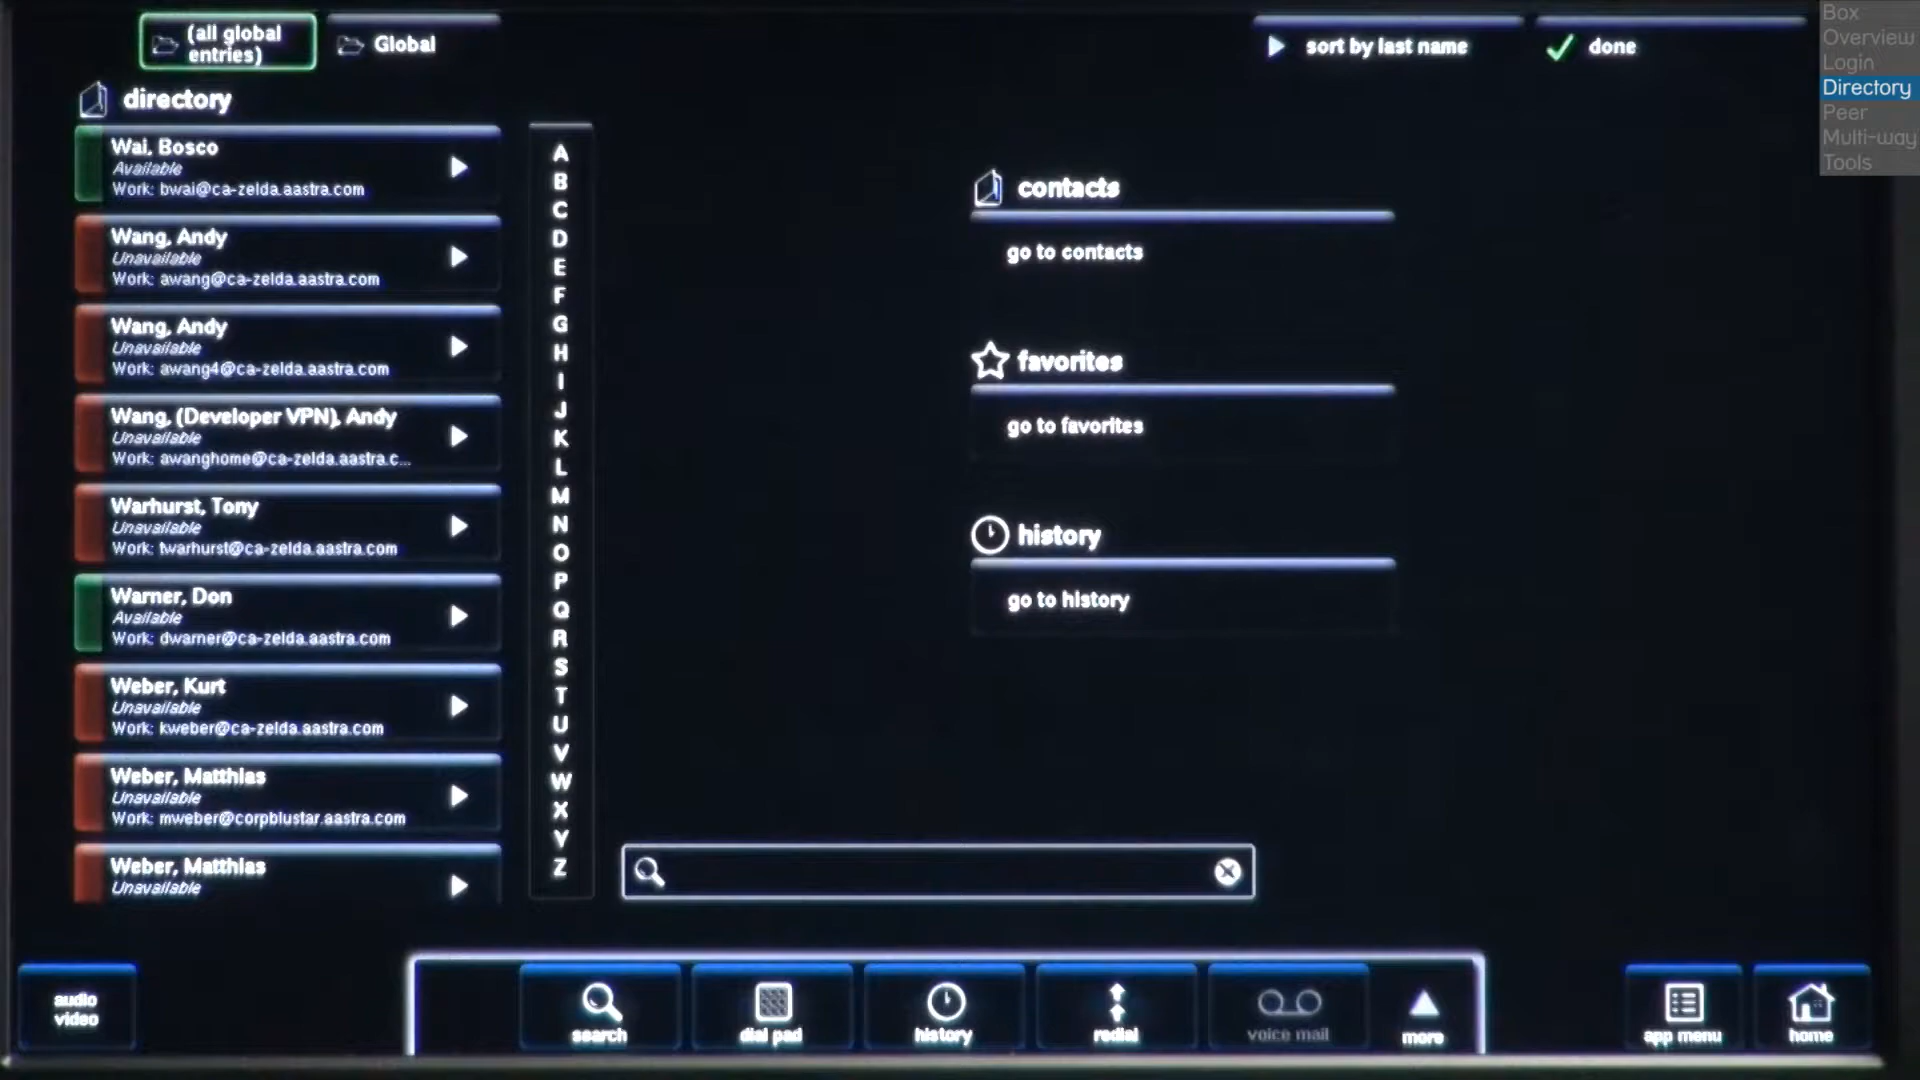 (all global
entries)
Global
sort by last name
done
Box
Overview
Login
Directory
Peer
Multi-way
Tools
directory
Wai, Bosco
Available
Work: bwai@ca-zelda.aastra.com
Wang, Andy
Unavailable
Work: awang@ca-zelda.aastra.com
Wang, Andy
Unavailable
Work: awang4@ca-zelda.aastra.com
Wang, (Developer VPN), Andy
Unavailable
Work: awanghome@ca-zelda.aastra.c...
Warhurst, Tony
Unavailable
Work: twarhurst@ca-zelda.aastra.com
Warner, Don
Available
Work: dwarner@ca-zelda.aastra.com
Weber, Kurt
Unavailable
Work: kweber@ca-zelda.aastra.com
Weber, Matthias
Unavailable
Work: mweber@corpblustar.aastra.com
Weber, Matthias
Unavailable
A
B
C
D
E
F
G
H
I
J
K
L
M
N
O
P
Q
R
S
T
U
V
W
X
Y
Z
contacts
go to contacts
favorites
go to favorites
history
go to history
audio
video
search
dial pad
history
redial
voice mail
more
app menu
home